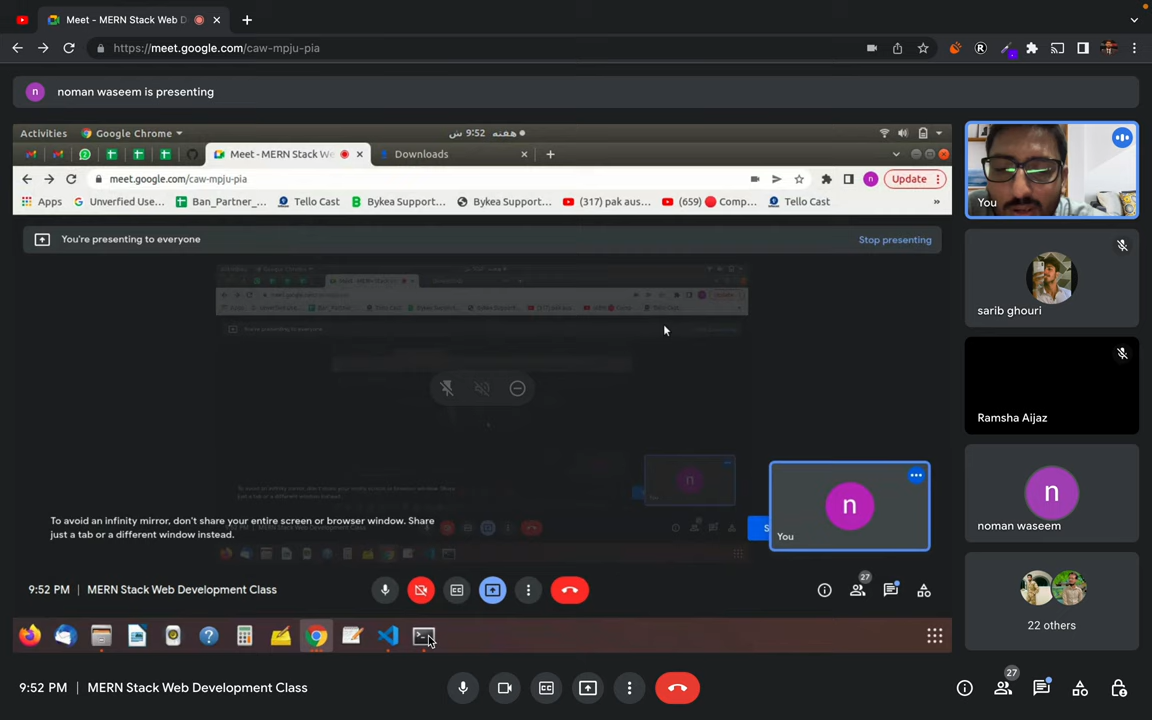 Meet - MERN Stack Web D
https://meet.google.com/caw-mpju-pia
noman waseem is presenting
Activities Google Chrome
هفته 9:52 ش
Meet - MERN Stack We
Downloads
meet.google.com/caw-mpju-pia
Update
Apps
Unverfied Use...
Ban_Partner_...
Tello Cast
Bykea Support...
Bykea Support...
(317) pak aus...
(659) Comp...
Tello Cast
You're presenting to everyone
Stop presenting
To avoid an infinity mirror, don't share your entire screen or browser window. Share
just a tab or a different window instead.
n
You
9:52 PM | MERN Stack Web Development Class
27
You
sarib ghouri
Ramsha Aijaz
n
noman waseem
22 others
9:52 PM | MERN Stack Web Development Class
27